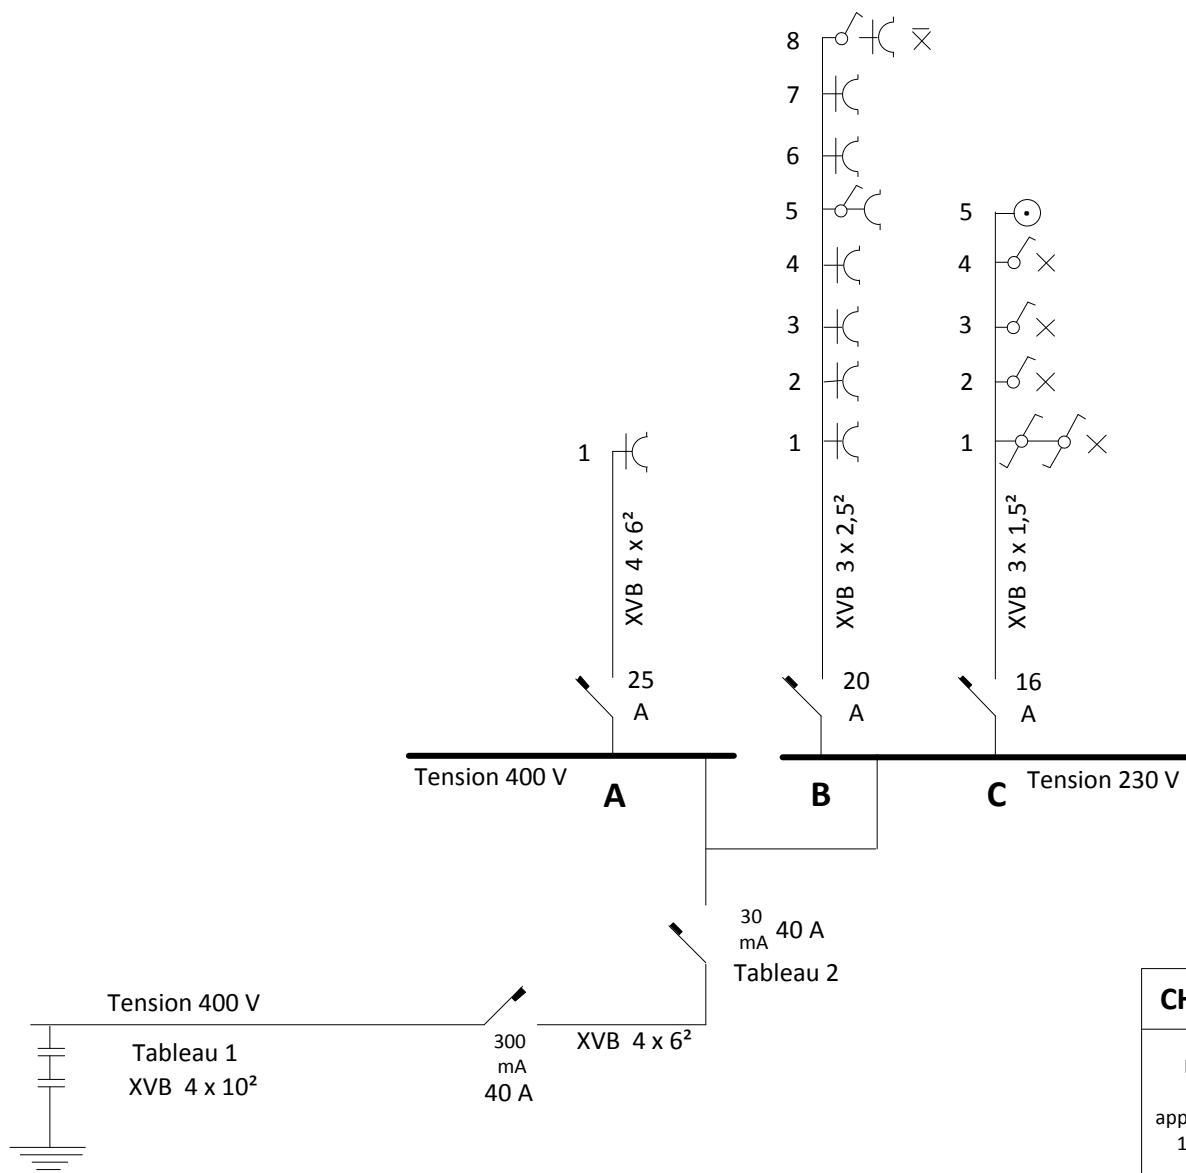 8
7
6
5
5
4
4
3
3
2
2
1
1
1
XVB 4 x 6²
XVB 3 x 2,5²
XVB 3 x 1,5²
25
A
20
A
16
A
Tension 400 V
A
B
C
Tension 230 V
30
mA
40 A
Tableau 2
Tension 400 V
Tableau 1
XVB 4 x 10²
300
mA
40 A
XVB 4 x 6²
CH
app
1